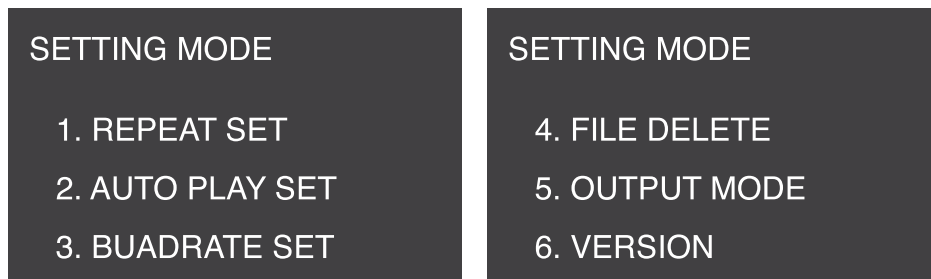 SETTING MODE
1. REPEAT SET
2. AUTO PLAY SET
3. BUADRATE SET
SETTING MODE
4. FILE DELETE
5. OUTPUT MODE
6. VERSION